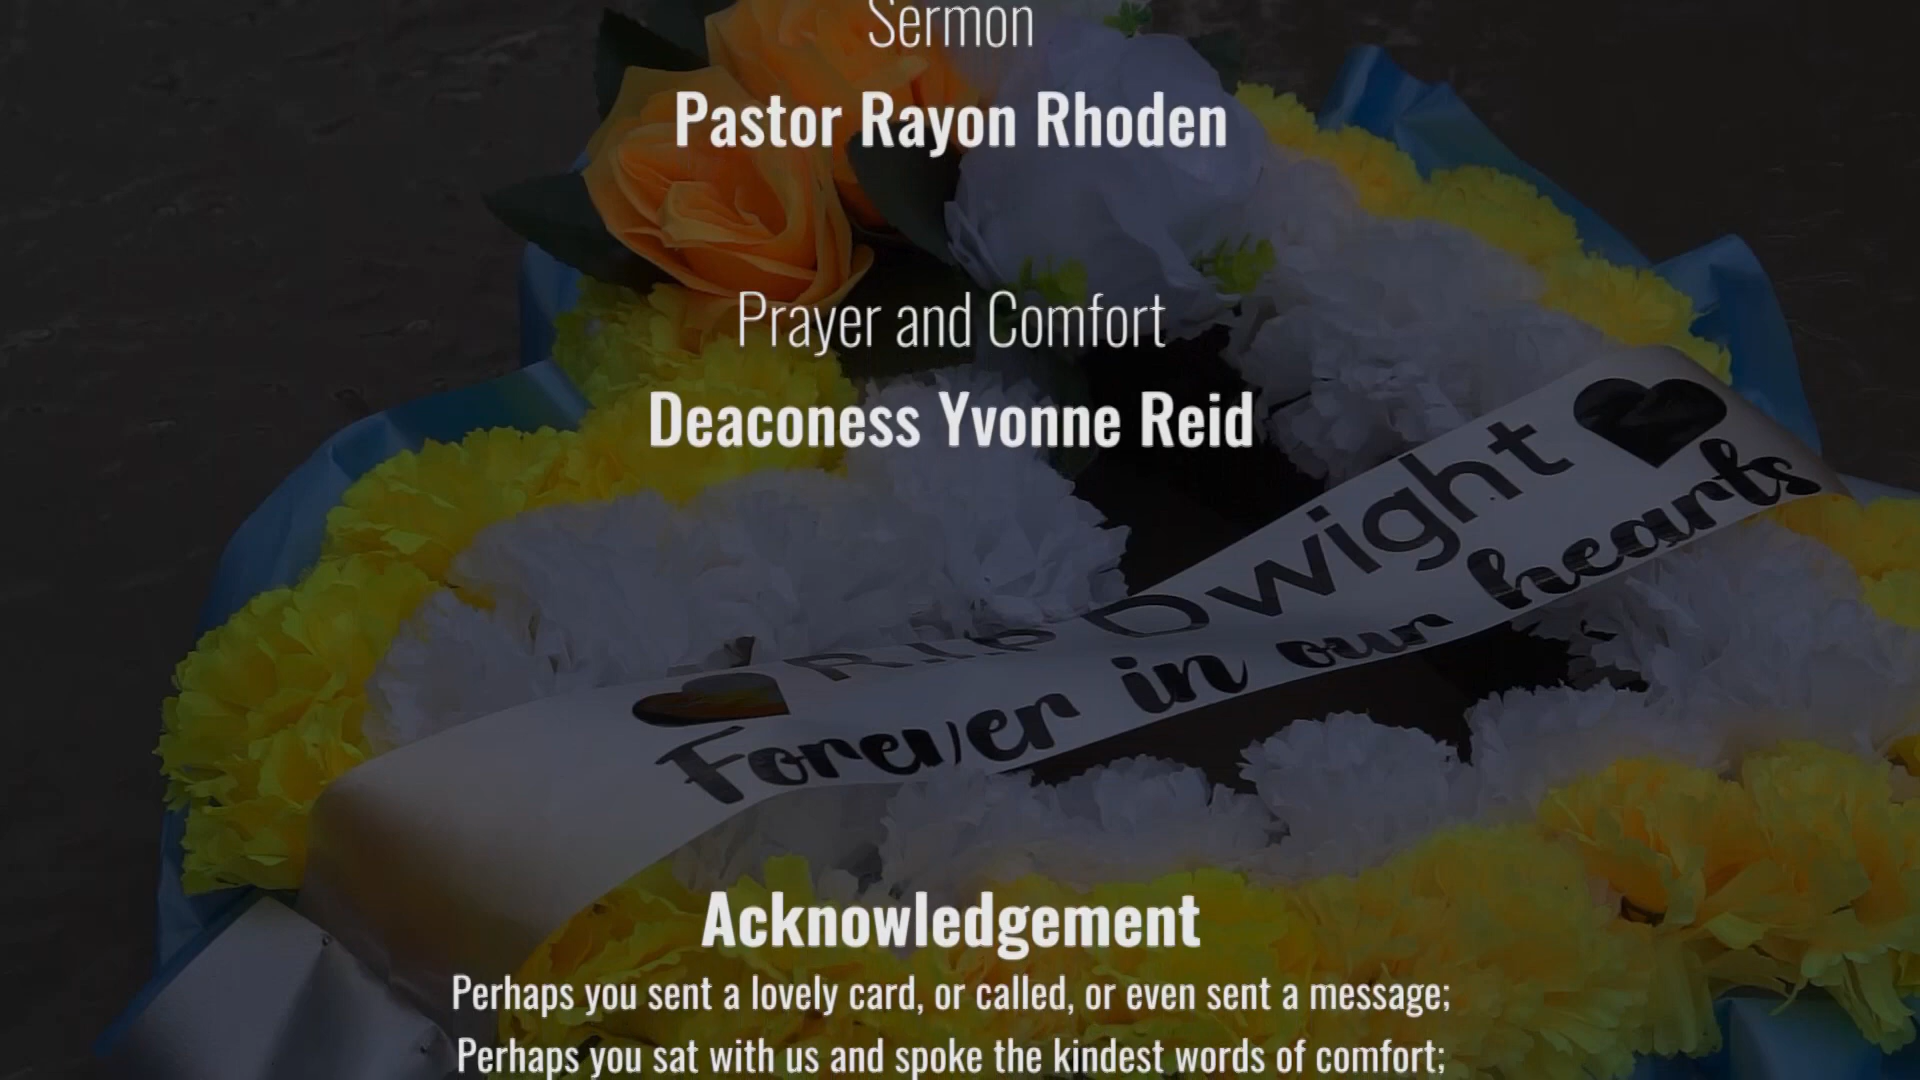 Sermon
Pastor Rayon Rhoden
Prayer and Comfort
Deaconess Yvonne Reid
RIP Dwight
Forever in our hearts
Acknowledgement
Perhaps you sent a lovely card, or called, or even sent a message;
Perhaps you sat with us and spoke the kindest words of comfort;